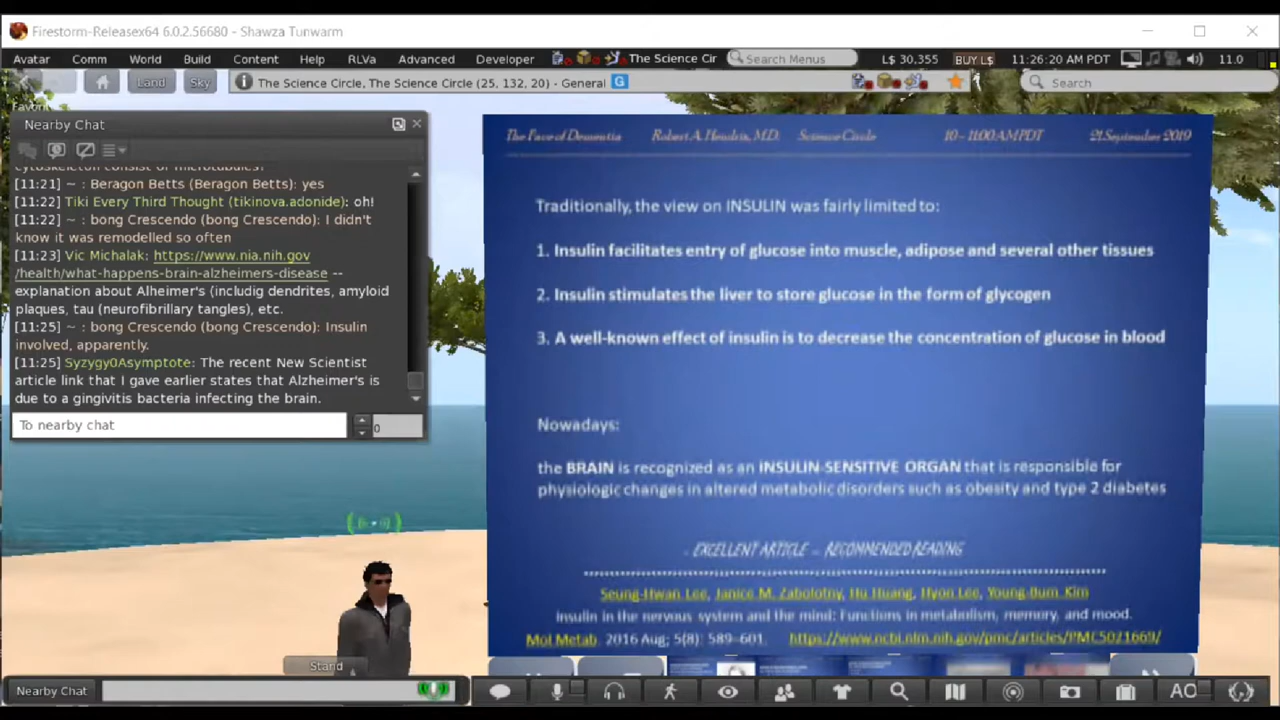 Firestorm-Releasex64 6.0.2.56680 - Shawza Tunwarm
Avatar Comm World Build Content Help RLVa Advanced Developer The Science Cir Search Menus L$ 30.355 BUY L$ 11:26:20 AM PDT 11.0
Land Sky The Science Circle, The Science Circle (25, 132, 20) - General G Search
Nearby Chat
[11:21] ~ : Beragon Betts (Beragon Betts): yes
[11:22] Tiki Every Third Thought (tikinova.adonide): oh!
[11:22] ~ : bong Crescendo (bong Crescendo): I didn't
know it was remodelled so often
[11:23] Vic Michalak: https://www.nia.nih.gov
/health/what-happens-brain-alzheimers-disease --
explanation about Alheimer's (includig dendrites, amyloid
plaques, tau (neurofibrillary tangles), etc.
[11:25] ~ : bong Crescendo (bong Crescendo): Insulin
involved, apparently.
[11:25] Syzygy0Asymptote: The recent New Scientist
article link that I gave earlier states that Alzheimer's is
due to a gingivitis bacteria infecting the brain.
To nearby chat 0
The Face of Dementia Robert A. Hendrix, M.D. Science Circle 10 - 11:00 AM PDT 21 September 2019
Traditionally, the view on INSULIN was fairly limited to:
1. Insulin facilitates entry of glucose into muscle, adipose and several other tissues
2. Insulin stimulates the liver to store glucose in the form of glycogen
3. A well-known effect of insulin is to decrease the concentration of glucose in blood
Nowadays:
the BRAIN is recognized as an INSULIN-SENSITIVE ORGAN that is responsible for
physiologic changes in altered metabolic disorders such as obesity and type 2 diabetes
- EXCELLENT ARTICLE - RECOMMENDED READING
Seung-Hwan Lee, Janice M. Zabolotny, Hu Huang, Hyon Lee, Young-Bum Kim
Insulin in the nervous system and the mind: Functions in metabolism, memory, and mood.
Mol Metab. 2016 Aug; 5(8): 589–601. https://www.ncbi.nlm.nih.gov/pmc/articles/PMC5021669/
Stand
Nearby Chat AO